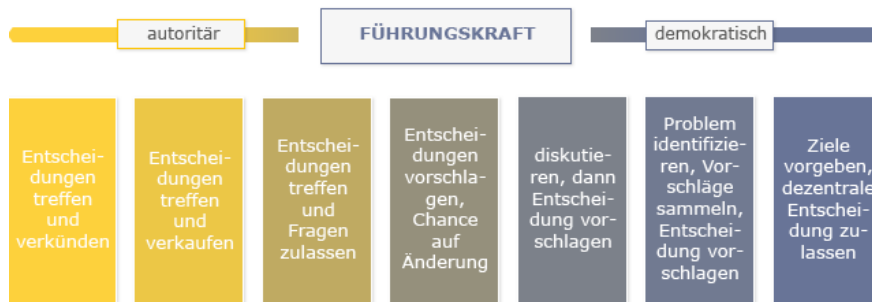 autoritär
FÜHRUNGSKRAFT
demokratisch
Entschei-
dungen
treffen
und
verkünden
Entschei-
dungen
treffen
und
verkaufen
Entschei-
dungen
treffen
und
Fragen
zulassen
Entschei-
dungen
vorschla-
gen,
Chance
auf
Änderung
diskutie-
ren, dann
Entschei-
dung vor-
schlagen
Problem
identifizie-
ren, Vor-
schläge
sammeln,
Entschei-
dung vor-
schlagen
Ziele
vorgeben,
dezentrale
Entschei-
dung zu-
lassen